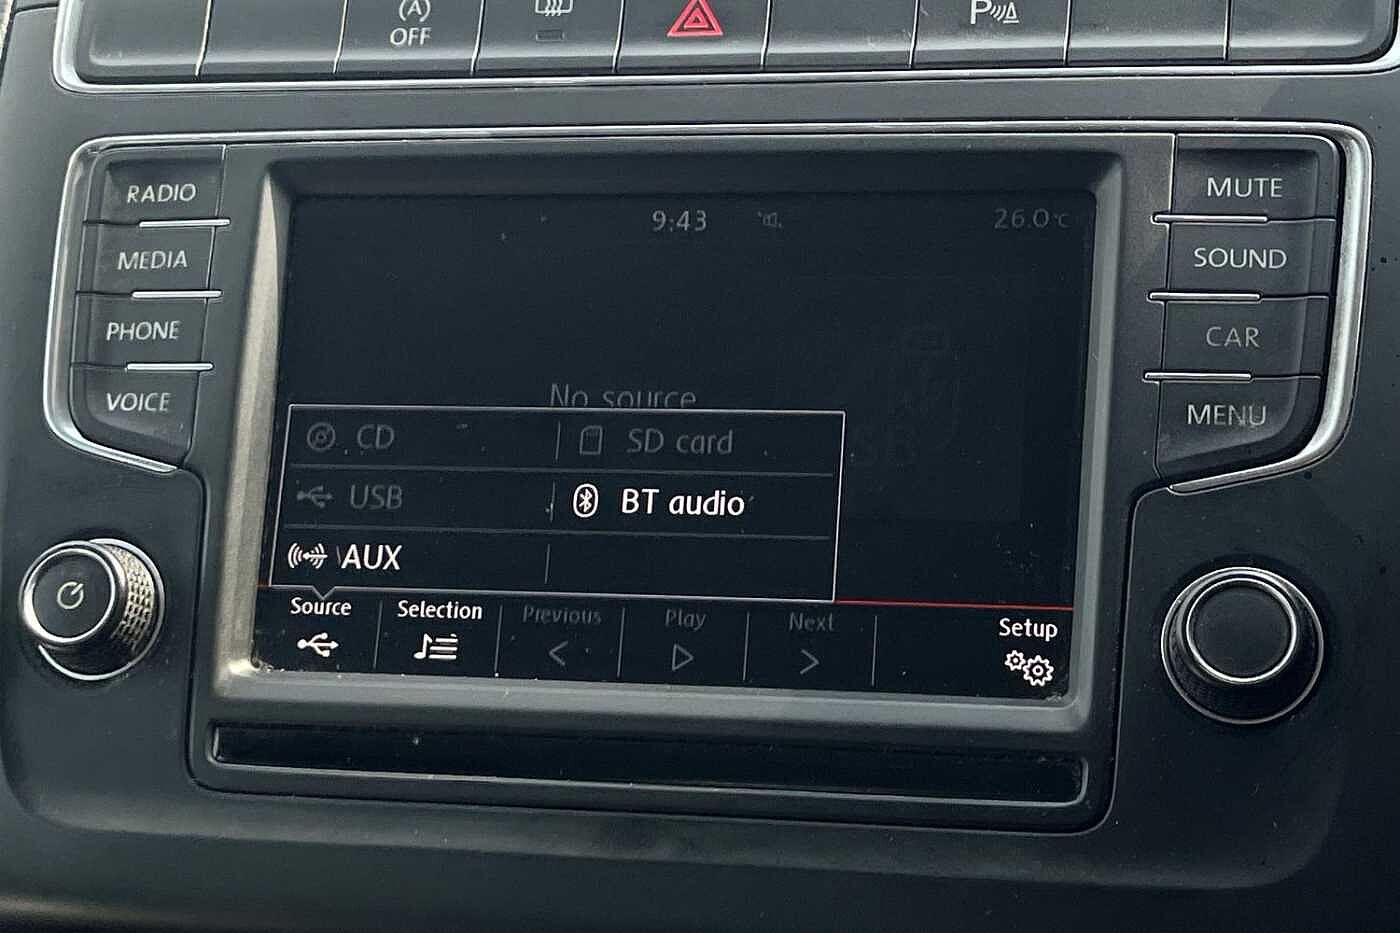 (A)
OFF
P
RADIO
MEDIA
PHONE
VOICE
9:43
26.0°C
No source
CD
SD card
USB
BT audio
AUX
Source
Selection
Previous
Play
Next
Setup
MUTE
SOUND
CAR
MENU